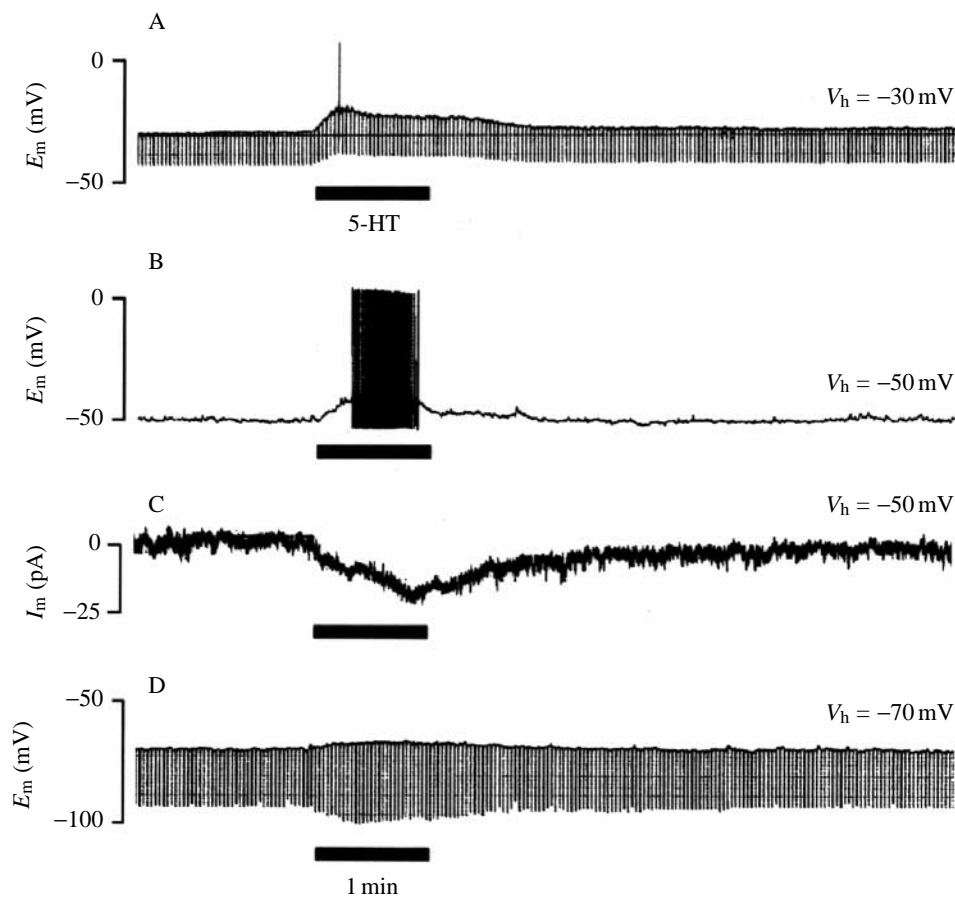 A
0
−50
E_m (mV)
V_h = −30 mV
5-HT
B
0
−50
E_m (mV)
V_h = −50 mV
C
0
−25
I_m (pA)
V_h = −50 mV
D
−50
−100
E_m (mV)
V_h = −70 mV
1 min